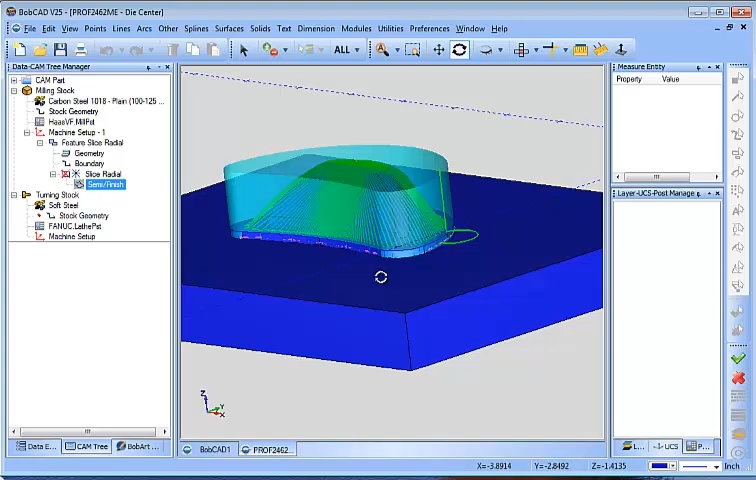 BobCAD V25 - [PROF2462ME - Die Center]
File Edit View Points Lines Arcs Other Splines Surfaces Solids Text Dimension Modules Utilities Preferences Window Help
ALL
Data-CAM Tree Manager
CAM Part
Milling Stock
Carbon Steel 1018 - Plain (100-125 ...
Stock Geometry
HaasVF.MillPst
Machine Setup - 1
Feature Slice Radial
Geometry
Boundary
Slice Radial
Semi/Finish
Turning Stock
Soft Steel
Stock Geometry
FANUC.LathePst
Machine Setup
Measure Entity
Property Value
Layer-UCS-Post Manage
Z
Y
X
Data E...
CAM Tree
BobArt ...
BobCAD1
PROF2462...
L...
UCS
P...
X=-3.8914 Y=-2.8492 Z=-1.4135
Inch